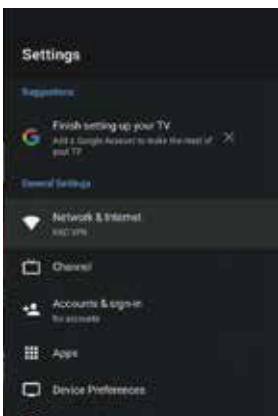 Settings
Suggestions
Finish setting up your TV
Add a Google Account to make the most of
your TV
General Settings
Network & Internet
Channel
Accounts & sign-in
No accounts
Apps
Device Preferences